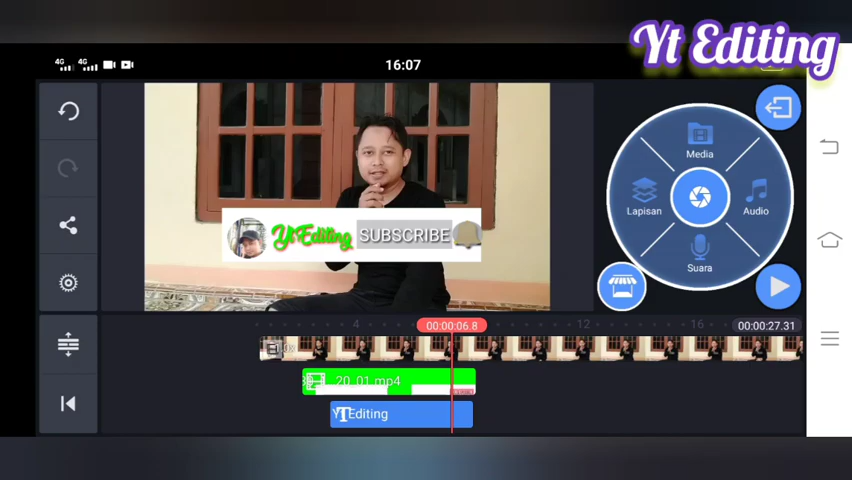 Yt Editing
4G 4G
16:07
Media
Lapisan
Audio
Suara
Yt Editing SUBSCRIBE
4
00:00:06.8
12
16
00:00:27.31
20_01.mp4
Editing